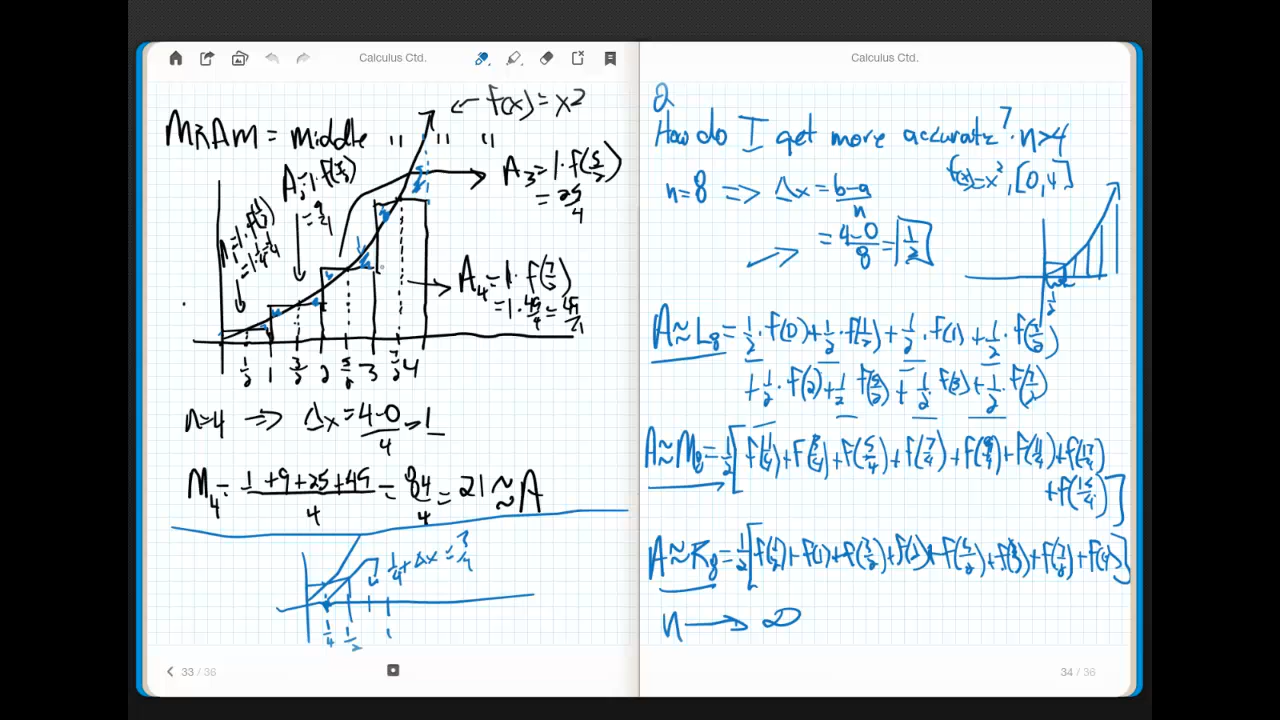 Calculus Ctd.
MRAM = middle " " "
← f(x) = x²
A₃ = 1 · f(5/2)
= 25/4
= 9/4
A₄ = 1 · f(7/2)
= 1 · 49/4 = 49/4
1/2 1 3/2 2 5/2 3 7/2 4
n=4 ⇒ Δx = 4-0/4 = 1
M₄ = 1+9+25+49/4 = 84/4 = 21 ≈ A
1/4 + Δx = 3/4
1/4 1/2 1
33 / 36
Calculus Ctd.
Q
How do I get more accurate? · n>4
f(x)=x², [0,4]
n=8 ⇒ Δx = b-a/n
= 4-0/8 = 1/2
1/2
A ≈ L₈ = 1/2 · f(0) + 1/2 · f(1/2) + 1/2 · f(1) + 1/2 · f(3/2)
+ 1/2 · f(2) + 1/2 f(5/2) + 1/2 · f(3) + 1/2 · f(7/2)
A ≈ M₈ = 1/2 [f(1/4) + f(3/4) + f(5/4) + f(7/4) + f(9/4) + f(11/4) + f(13/4)
+ f(15/4)]
A ≈ R₈ = 1/2 [f(1/2) + f(1) + f(3/2) + f(2) + f(5/2) + f(3) + f(7/2) + f(4)]
n → ∞
34 / 36